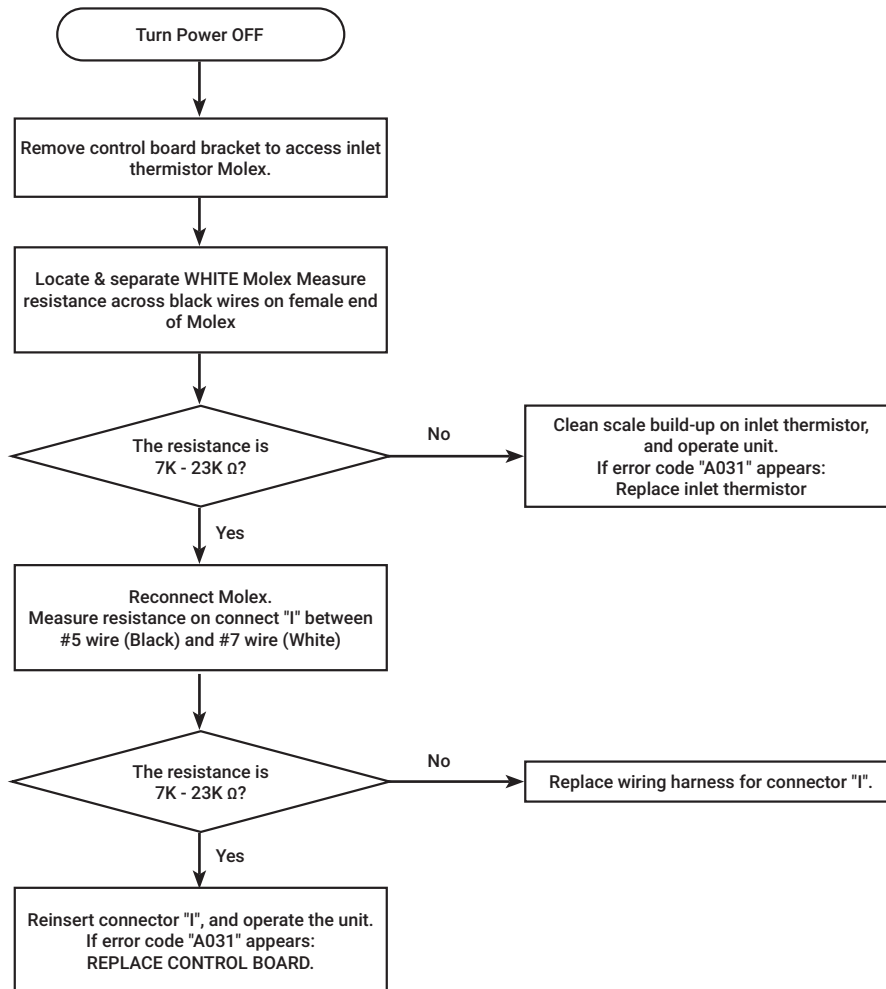 Turn Power OFF
Remove control board bracket to access inlet
thermistor Molex.
Locate & separate WHITE Molex Measure
resistance across black wires on female end
of Molex
The resistance is
7K - 23K Ω?
No
Clean scale build-up on inlet thermistor,
and operate unit.
If error code "A031" appears:
Replace inlet thermistor
Yes
Reconnect Molex.
Measure resistance on connect "I" between
#5 wire (Black) and #7 wire (White)
The resistance is
7K - 23K Ω?
No
Replace wiring harness for connector "I".
Yes
Reinsert connector "I", and operate the unit.
If error code "A031" appears:
REPLACE CONTROL BOARD.